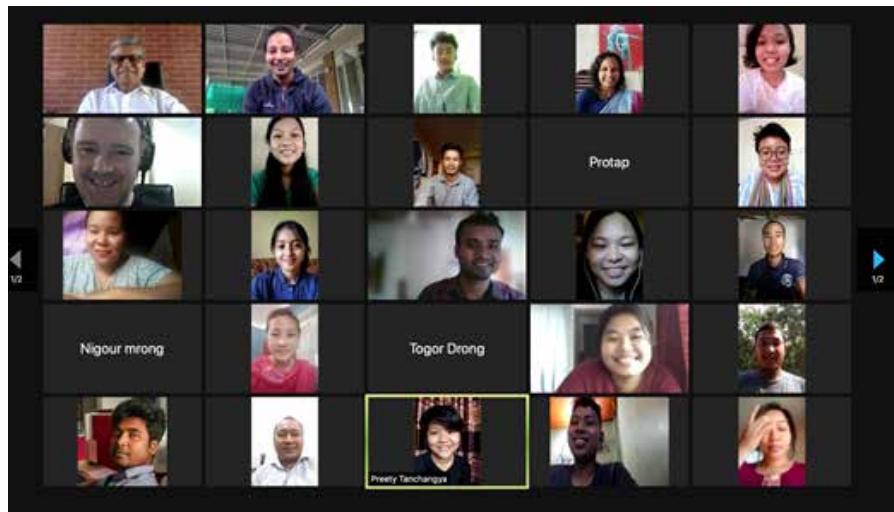 Protap
1/2
1/2
Nigour mrong
Togor Drong
Preety Tanchangya